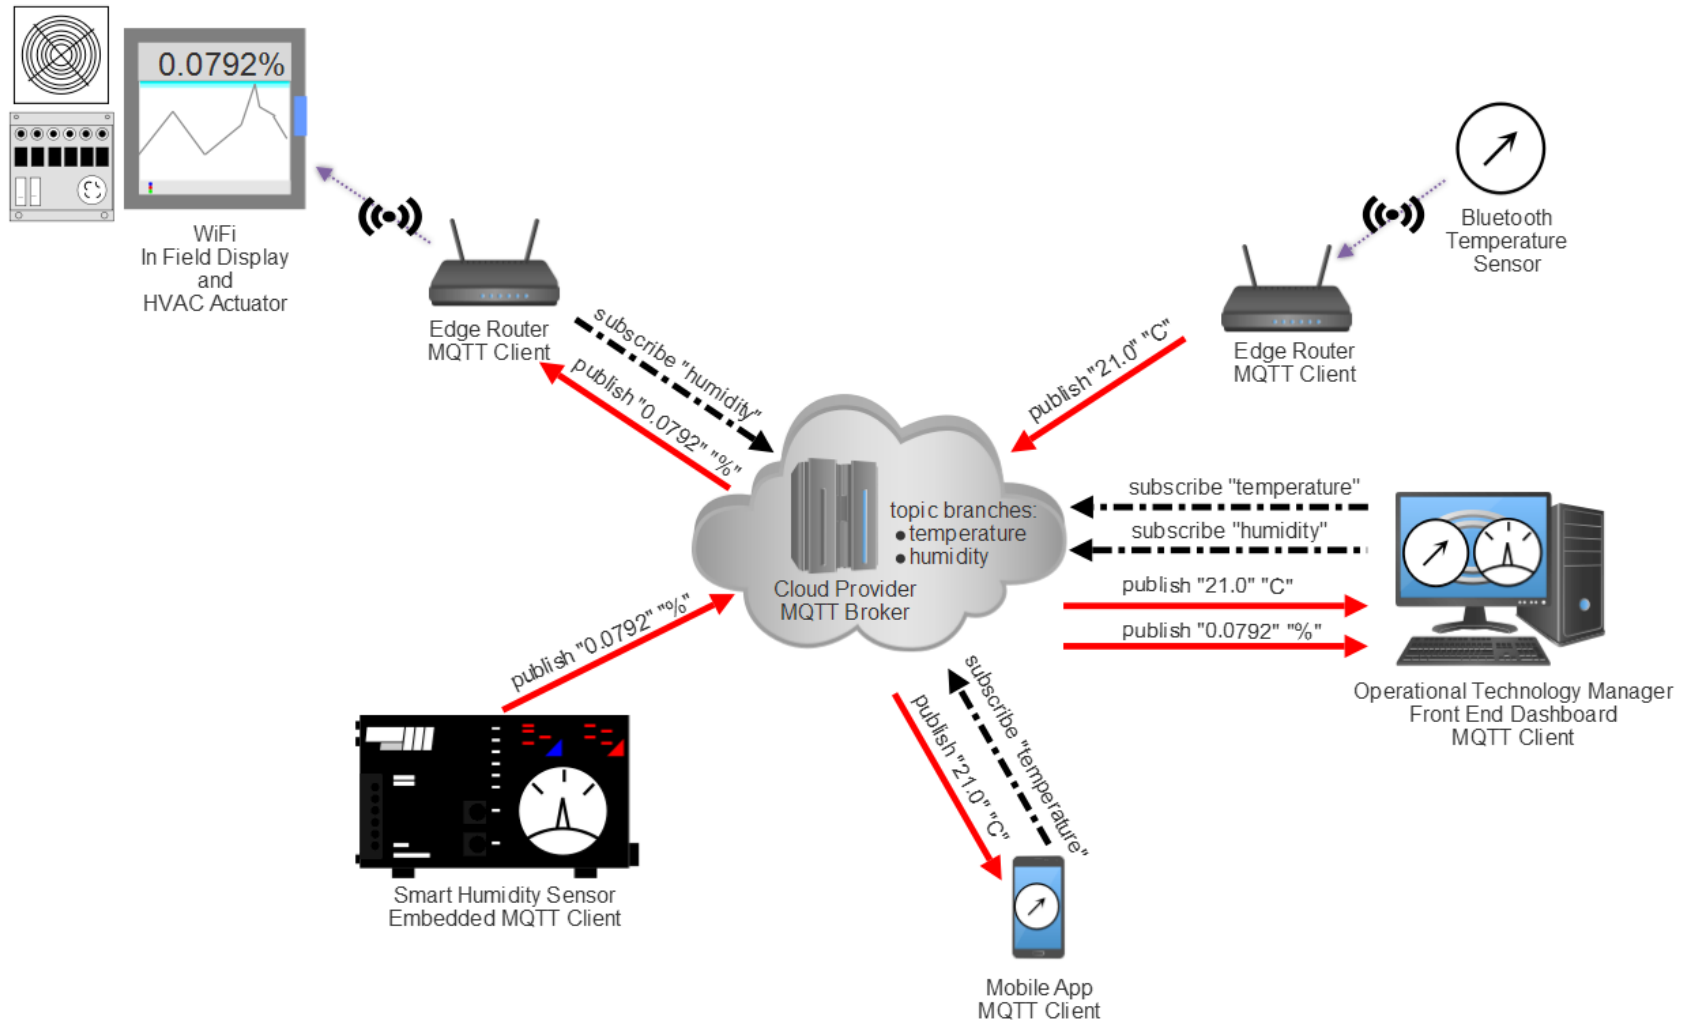 0.0792%
WiFi
In Field Display
and
HVAC Actuator
Edge Router
MQTT Client
subscribe "humidity"
publish "0.0792" "%"
Bluetooth
Temperature
Sensor
Edge Router
MQTT Client
publish "21.0" "C"
topic branches:
● temperature
● humidity
Cloud Provider
MQTT Broker
subscribe "temperature"
subscribe "humidity"
publish "21.0" "C"
publish "0.0792" "%"
Operational Technology Manager
Front End Dashboard
MQTT Client
publish "0.0792" "%"
Smart Humidity Sensor
Embedded MQTT Client
publish "21.0" "C"
subscribe "temperature"
Mobile App
MQTT Client